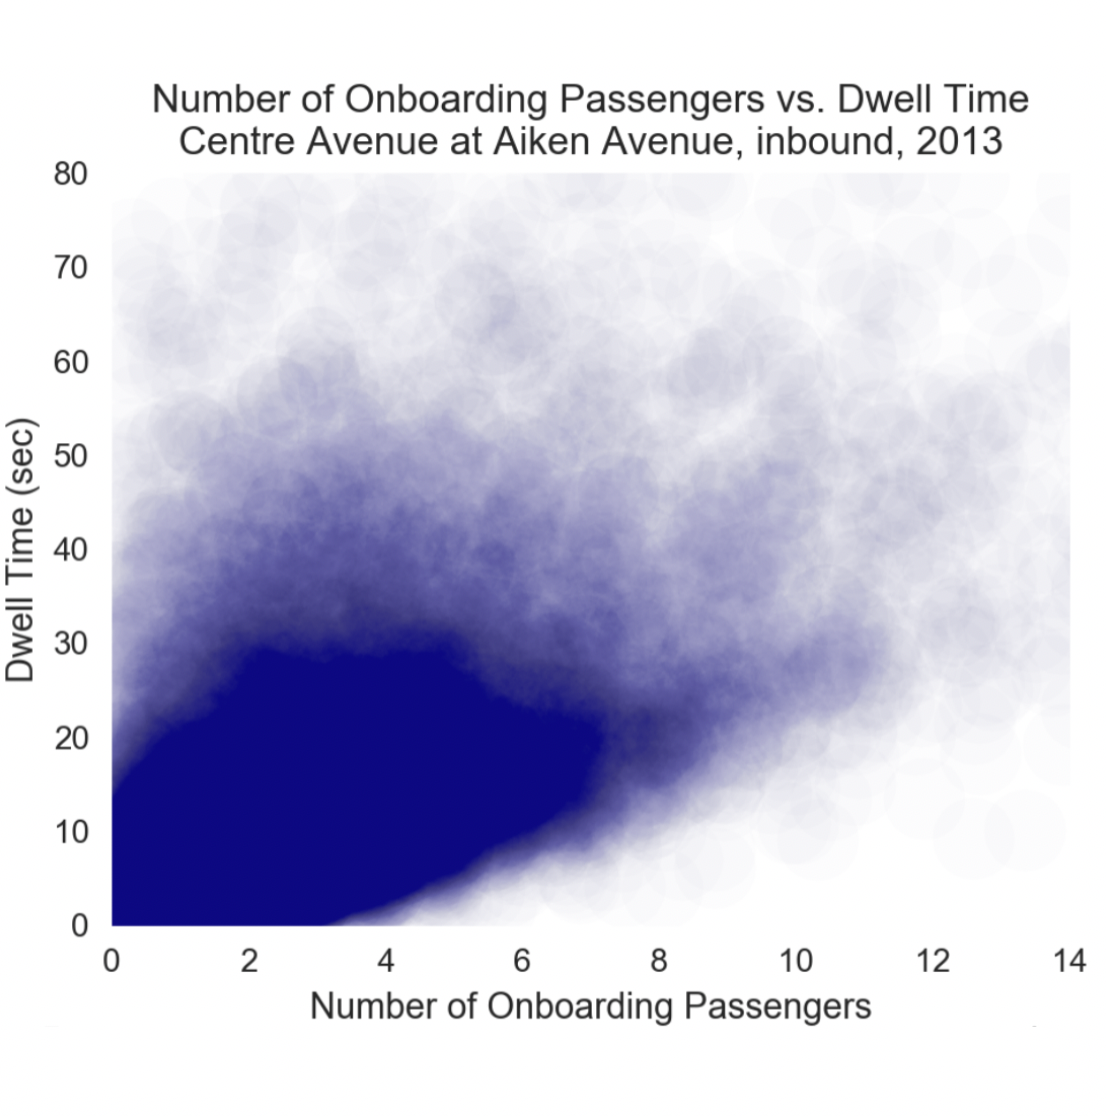 Number of Onboarding Passengers vs. Dwell Time
Centre Avenue at Aiken Avenue, inbound, 2013
80
70
60
50
40
30
20
10
0
Dwell Time (sec)
0 2 4 6 8 10 12 14
Number of Onboarding Passengers